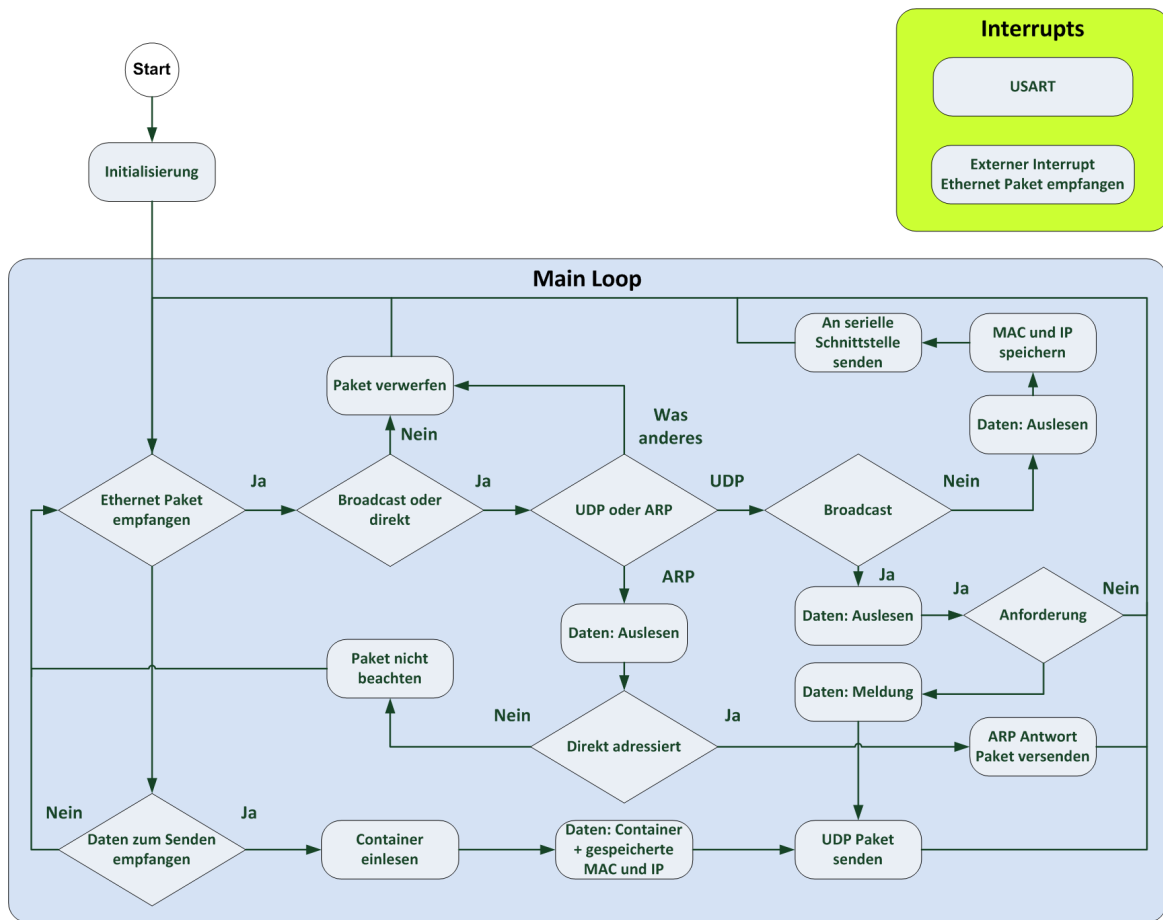 Interrupts
USART
Externer Interrupt
Ethernet Paket empfangen
Start
Initialisierung
Main Loop
An serielle
Schnittstelle
senden
MAC und IP
speichern
Paket verwerfen
Daten: Auslesen
Nein
Was
anderes
Ja
Ja
UDP
Nein
Ethernet Paket
empfangen
Broadcast oder
direkt
UDP oder ARP
Broadcast
ARP
Ja
Ja
Nein
Daten: Auslesen
Daten: Auslesen
Anforderung
Paket nicht
beachten
Daten: Meldung
Nein
Ja
Direkt adressiert
ARP Antwort
Paket versenden
Nein
Ja
Daten zum Senden
empfangen
Container
einlesen
Daten: Container
+ gespeicherte
MAC und IP
UDP Paket
senden